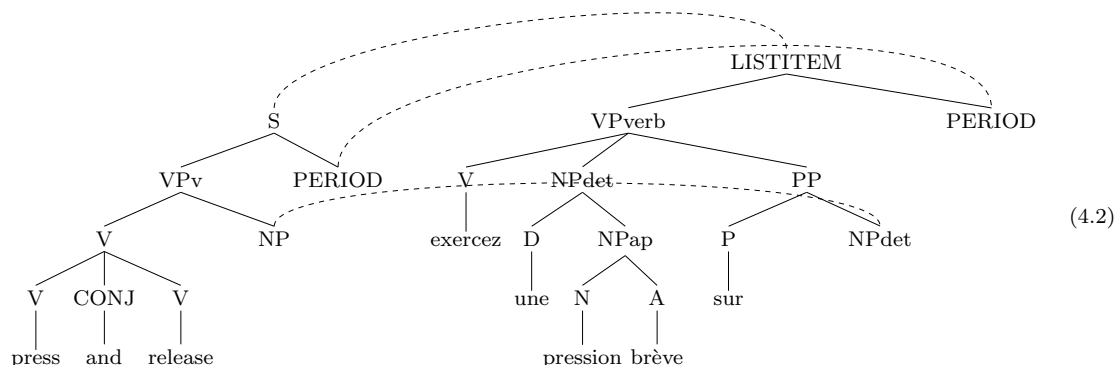 LISTITEM
S VPverb PERIOD
VPv PERIOD V NPdet PP
(4.2)
V NP exercez D NPap P NPdet
V CONJ V une N A sur
press and release pression brève